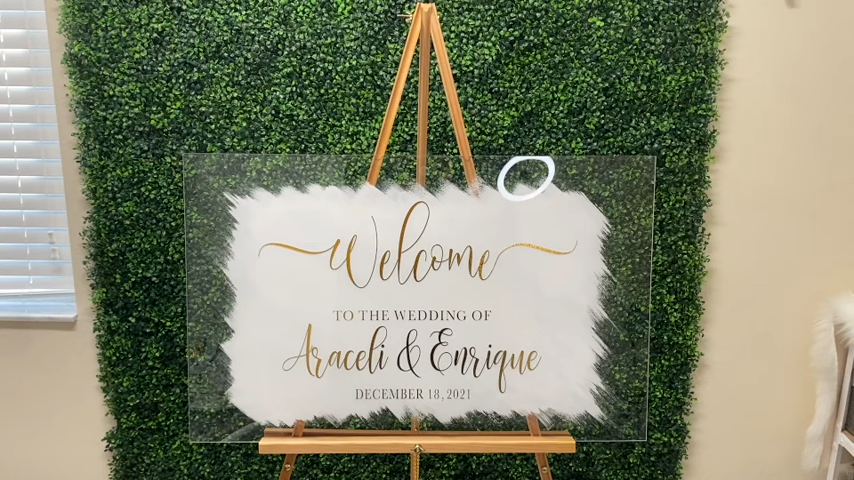 Welcome
TO THE WEDDING OF
Araceli & Enrique
DECEMBER 18, 2021